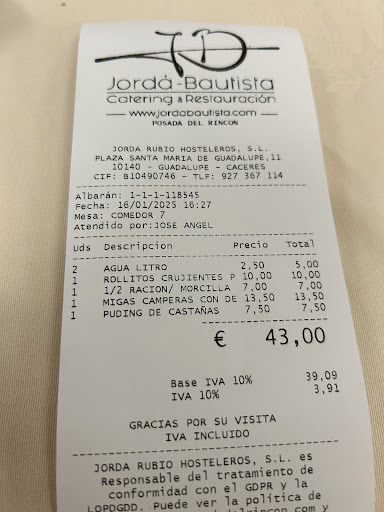 JB
Jordá-Bautista
Catering & Restauración
www.jordabautista.com
POSADA DEL RINCON
JORDA RUBIO HOSTELEROS, S.L.
PLAZA SANTA MARIA DE GUADALUPE,11
10140 - GUADALUPE - CACERES
CIF: B10490746 - TLF: 927 367 114
Albarán: 1-1-1-118545
Fecha: 16/01/2025 16:27
Mesa: COMEDOR 7
Atendido por:JOSE ANGEL
Uds Descripcion Precio Total
2 AGUA LITRO 2,50 5,00
1 ROLLITOS CRUJIENTES P 10,00 10,00
1 1/2 RACION/ MORCILLA 7,00 7,00
1 MIGAS CAMPERAS CON DE 13,50 13,50
1 PUDING DE CASTAÑAS 7,50 7,50
€ 43,00
Base IVA 10% 39,09
IVA 10% 3,91
GRACIAS POR SU VISITA
IVA INCLUIDO
JORDA RUBIO HOSTELEROS, S.L. es
Responsable del tratamiento de
conformidad con el GDPR y la
LOPDGDD. Puede ver la política de